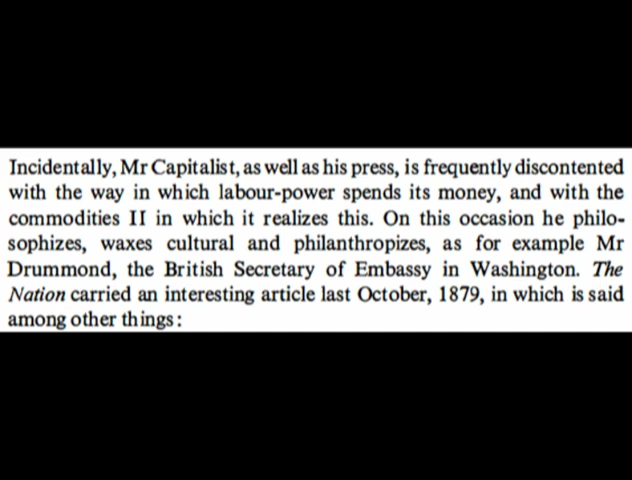 Incidentally, Mr Capitalist, as well as his press, is frequently discontented
with the way in which labour-power spends its money, and with the
commodities II in which it realizes this. On this occasion he philo-
sophizes, waxes cultural and philanthropizes, as for example Mr
Drummond, the British Secretary of Embassy in Washington. The
Nation carried an interesting article last October, 1879, in which is said
among other things: